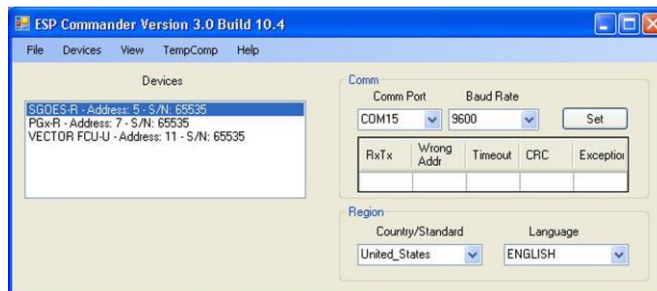 ESP Commander Version 3.0 Build 10.4
File Devices View TempComp Help
Devices
SGOES-R - Address: 5 - S/N: 65535
PGx-R - Address: 7 - S/N: 65535
VECTOR FCU-U - Address: 11 - S/N: 65535
Comm
Comm Port Baud Rate
COM15 9600 Set
RxTx Wrong Addr Timeout CRC Exception
Region
Country/Standard Language
United_States ENGLISH